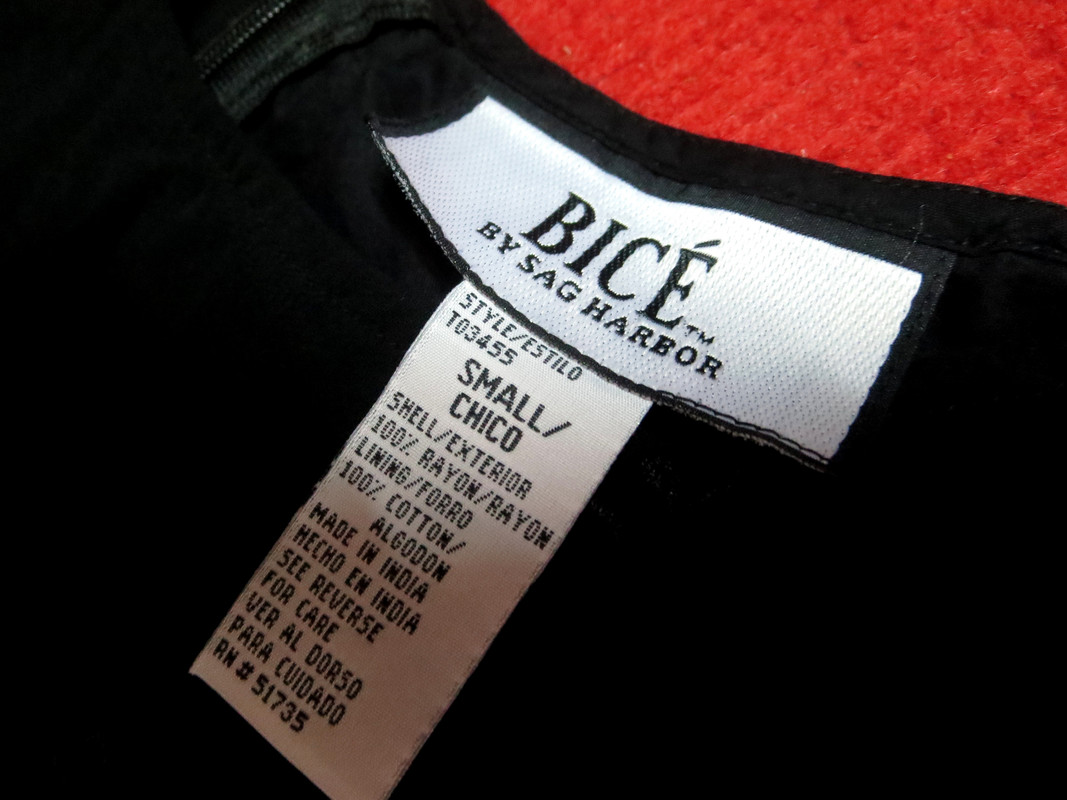 BICÉ™
BY SAG HARBOR
STYLE/ESTILO
T03455
SMALL/
CHICO
SHELL/EXTERIOR
100% RAYON/RAYON
LINING/FORRO
100% COTTON/
ALGODON
MADE IN INDIA
HECHO EN INDIA
SEE REVERSE
FOR CARE
VER AL DORSO
PARA CUIDADO
RN # 51735